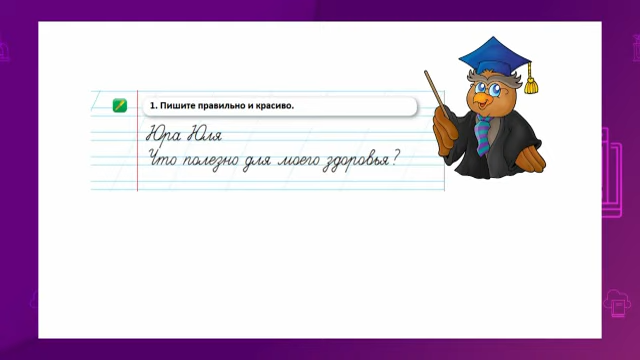 1. Пишите правильно и красиво.
Юра Юля
Что полезно для моего здоровья?